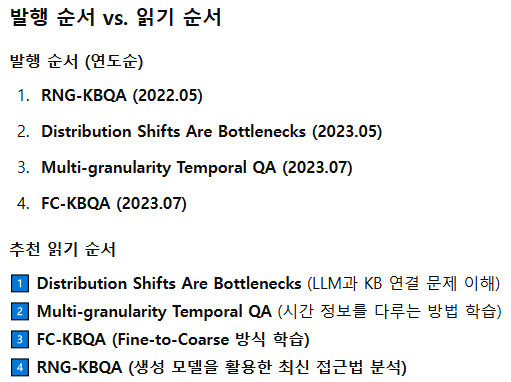 발행 순서 vs. 읽기 순서
발행 순서 (연도순)
1. RNG-KBQA (2022.05)
2. Distribution Shifts Are Bottlenecks (2023.05)
3. Multi-granularity Temporal QA (2023.07)
4. FC-KBQA (2023.07)
추천 읽기 순서
1 Distribution Shifts Are Bottlenecks (LLM과 KB 연결 문제 이해)
2 Multi-granularity Temporal QA (시간 정보를 다루는 방법 학습)
3 FC-KBQA (Fine-to-Coarse 방식 학습)
4 RNG-KBQA (생성 모델을 활용한 최신 접근법 분석)